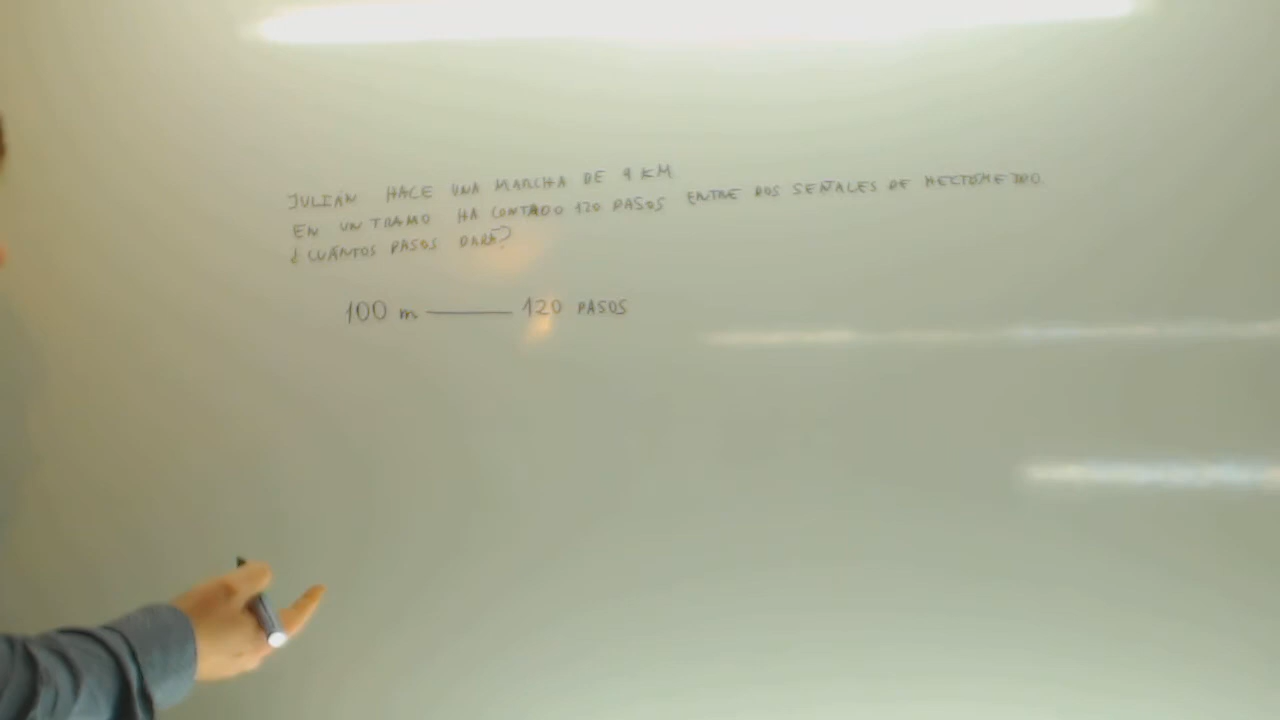 JULIÁN HACE UNA MARCHA DE 9 KM
EN UN TRAMO HA CONTADO 120 PASOS ENTRE DOS SEÑALES DE HECTÓMETRO.
¿CUÁNTOS PASOS DARÁ?
100 m ——— 120 PASOS